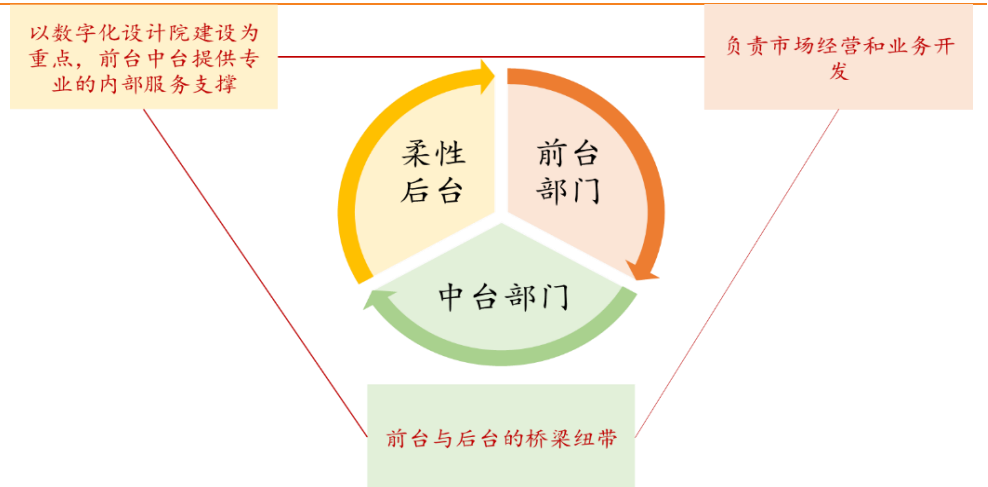 以数字化设计院建设为
重点，前台中台提供专
业的内部服务支撑
负责市场经营和业务开
发
柔性
后台
前台
部门
中台部门
前台与后台的桥梁纽带